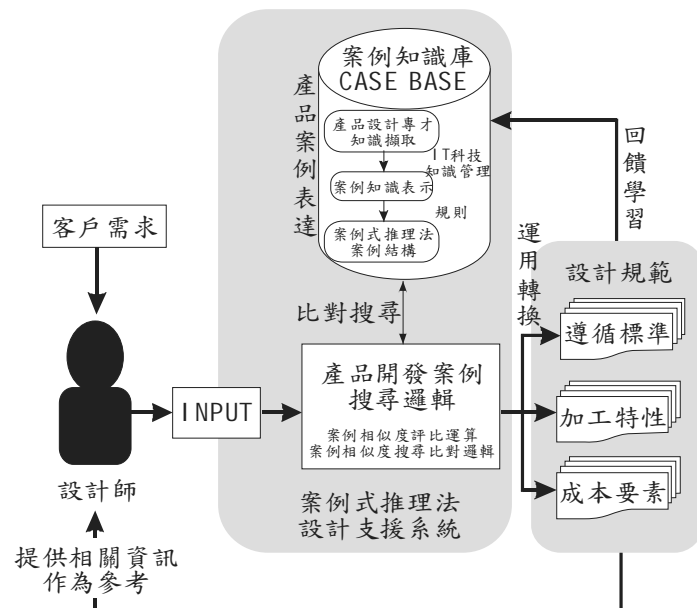 案例知識庫
CASE BASE
產品案例表達
產品設計專才
知識擷取
IT科技
知識管理
案例知識表示
規則
案例式推理法
案例結構
回饋學習
客戶需求
運用轉換
設計規範
比對搜尋
遵循標準
產品開發案例
搜尋邏輯
INPUT
加工特性
案例相似度評比運算
案例相似度搜尋比對邏輯
設計師
成本要素
案例式推理法
設計支援系統
提供相關資訊
作為參考